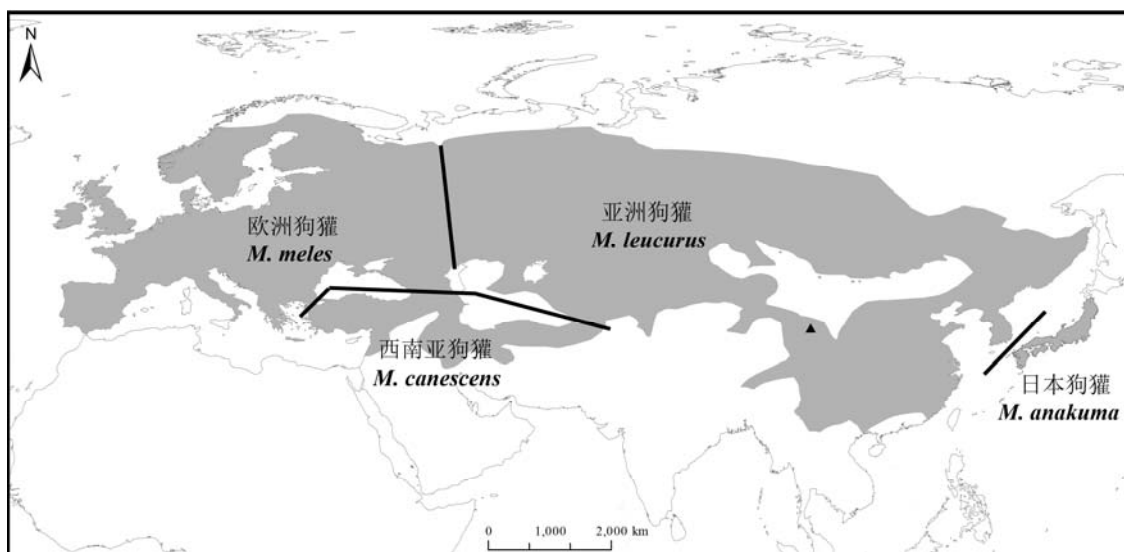 N
欧洲狗獾
M. meles
亚洲狗獾
M. leucurus
西南亚狗獾
M. canescens
日本狗獾
M. anakuma
0 1,000 2,000 km